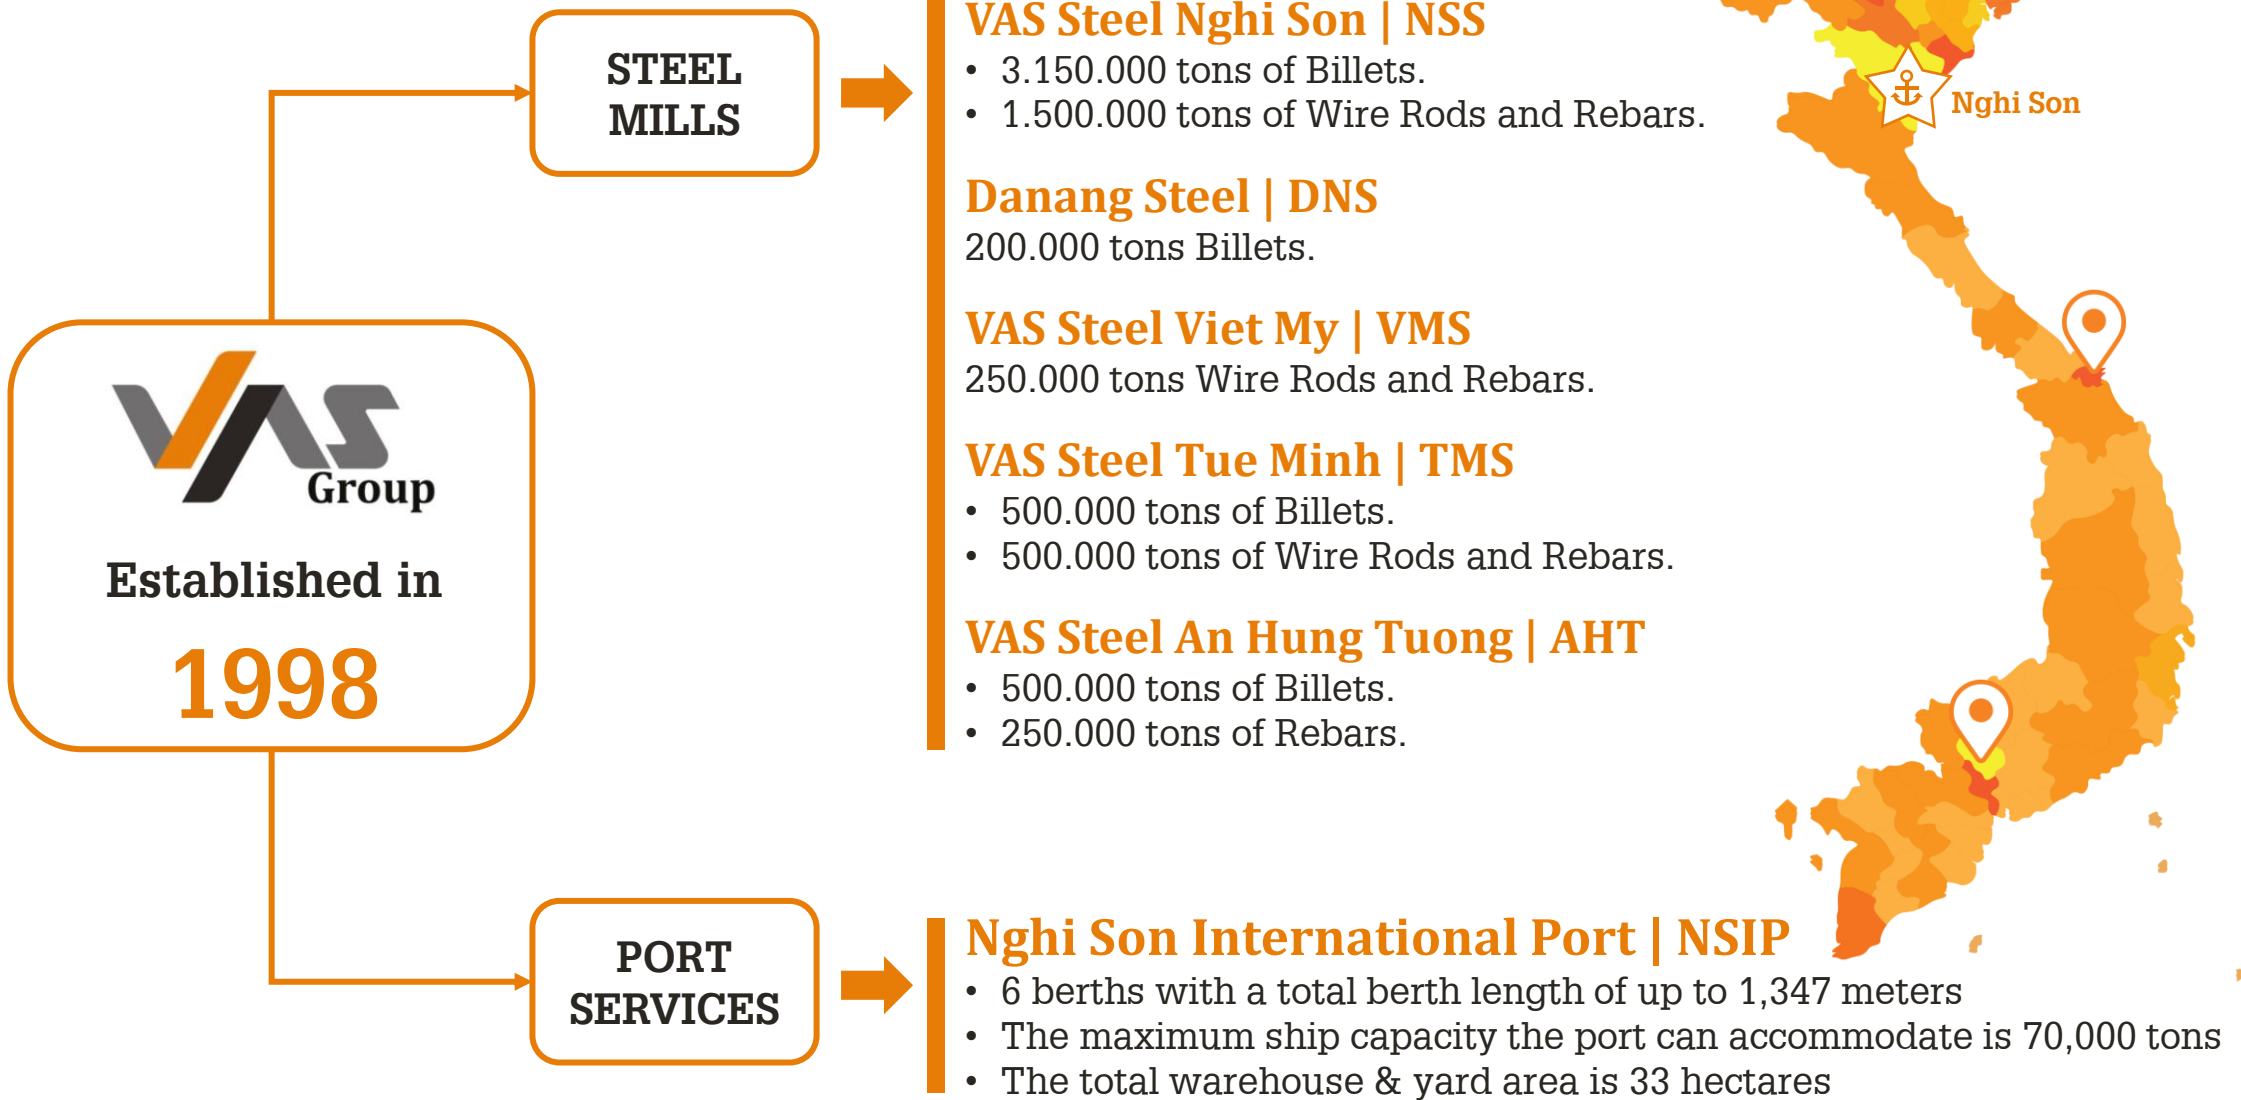 STEEL
MILLS
VAS Steel Nghi Son | NSS
• 3.150.000 tons of Billets.
• 1.500.000 tons of Wire Rods and Rebars.
Danang Steel | DNS
200.000 tons Billets.
VAS Steel Viet My | VMS
250.000 tons Wire Rods and Rebars.
VAS Steel Tue Minh | TMS
• 500.000 tons of Billets.
• 500.000 tons of Wire Rods and Rebars.
VAS Steel An Hung Tuong | AHT
• 500.000 tons of Billets.
• 250.000 tons of Rebars.
Nghi Son
VAS
Group
Established in
1998
PORT
SERVICES
Nghi Son International Port | NSIP
• 6 berths with a total berth length of up to 1,347 meters
• The maximum ship capacity the port can accommodate is 70,000 tons
• The total warehouse & yard area is 33 hectares